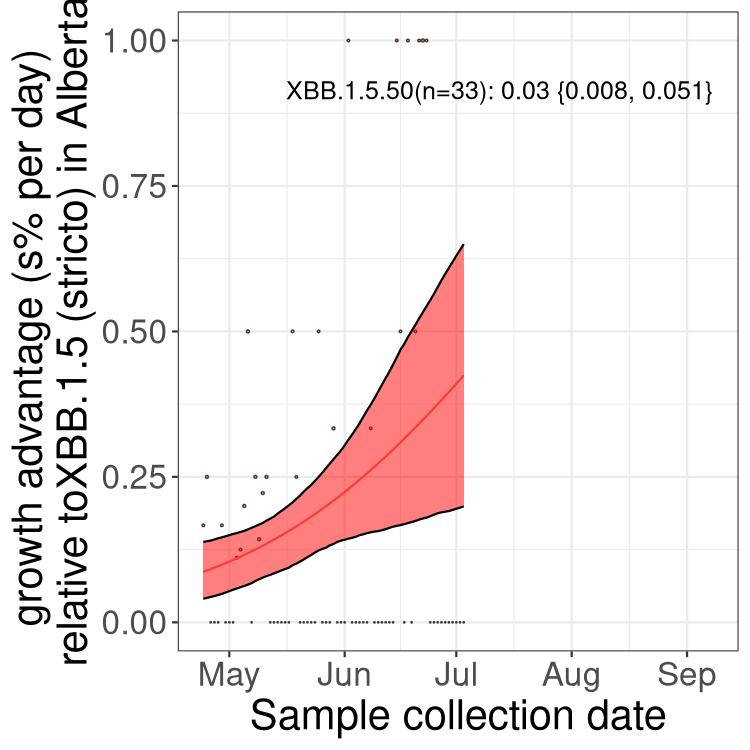 growth advantage (s% per day)
relative toXBB.1.5 (stricto) in Alberta
1.00
XBB.1.5.50(n=33): 0.03 {0.008, 0.051}
0.75
0.50
0.25
0.00
May Jun Jul Aug Sep
Sample collection date